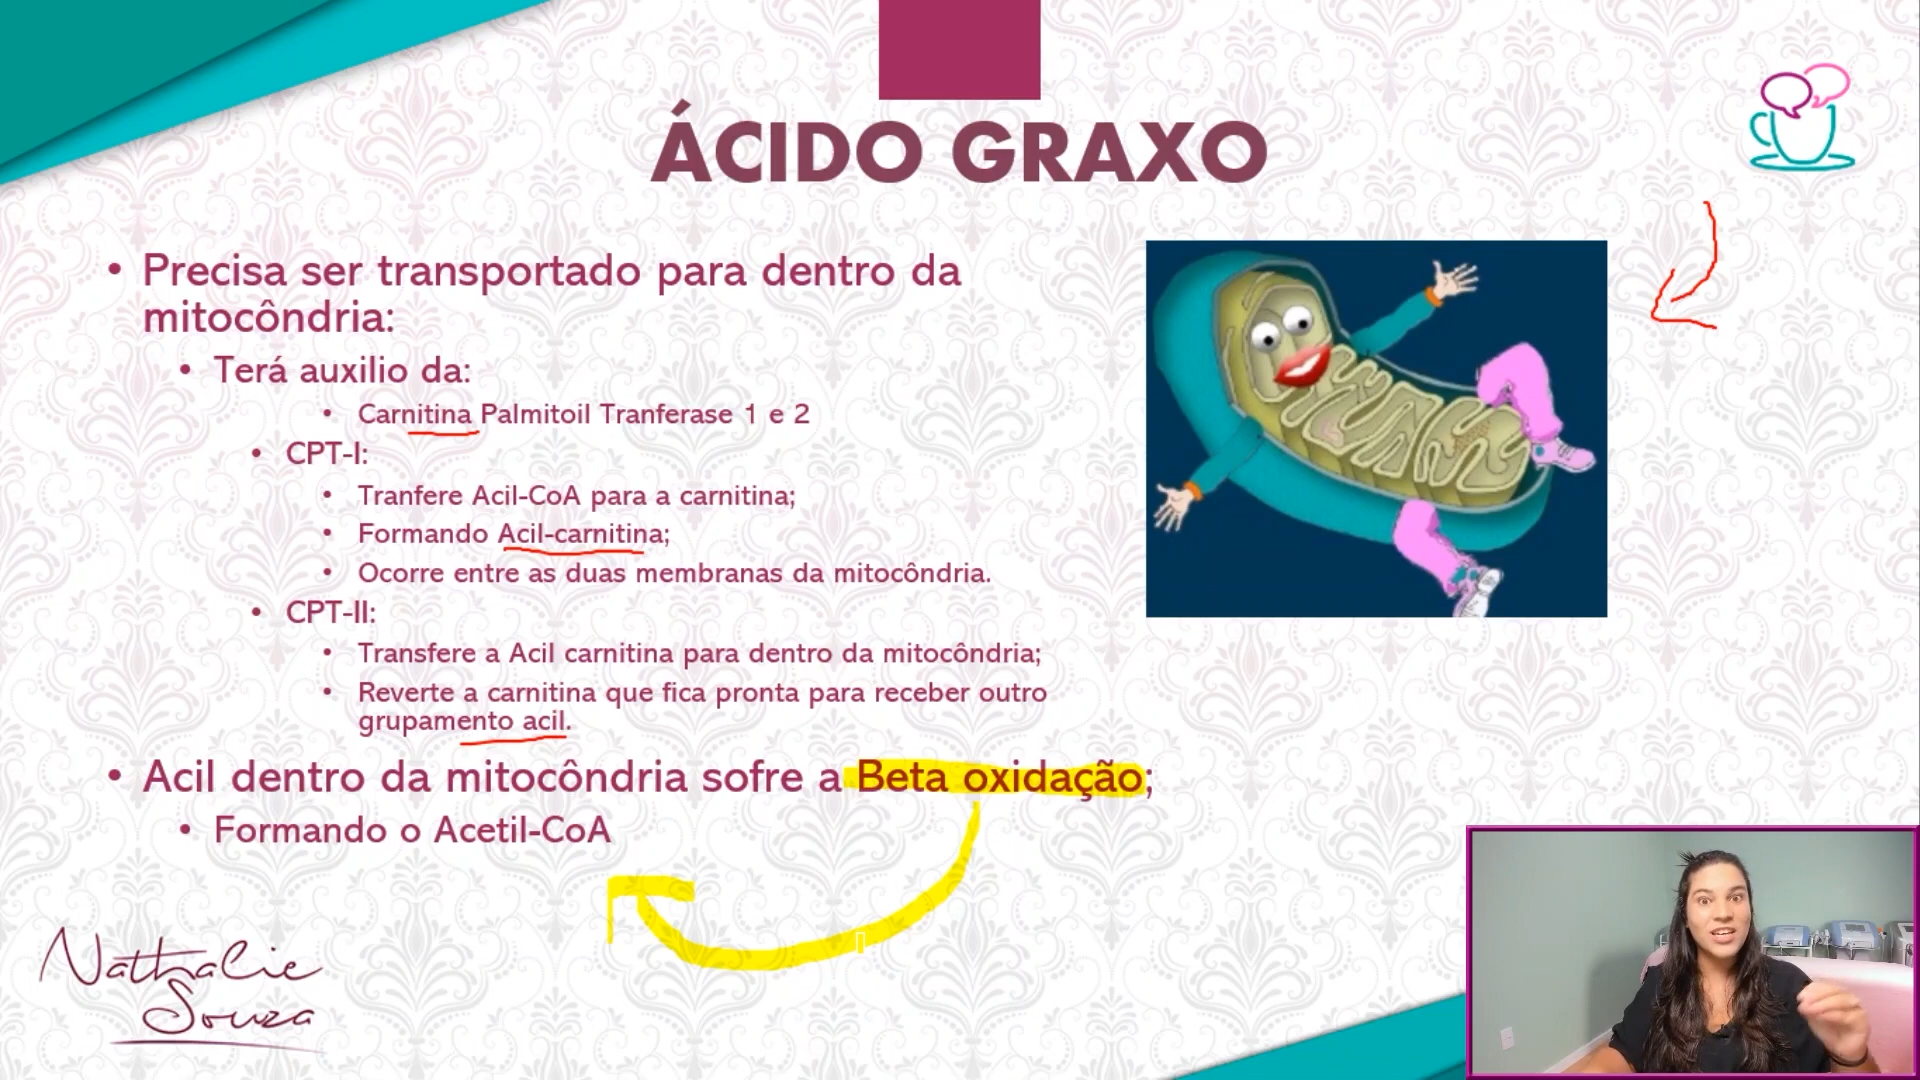 ÁCIDO GRAXO
• Precisa ser transportado para dentro da
mitocôndria:
• Terá auxilio da:
• Carnitina Palmitoil Tranferase 1 e 2
• CPT-I:
• Tranfere Acil-CoA para a carnitina;
• Formando Acil-carnitina;
• Ocorre entre as duas membranas da mitocôndria.
• CPT-II:
• Transfere a Acil carnitina para dentro da mitocôndria;
• Reverte a carnitina que fica pronta para receber outro
grupamento acil.
• Acil dentro da mitocôndria sofre a Beta oxidação;
• Formando o Acetil-CoA
Nathalie
Souza